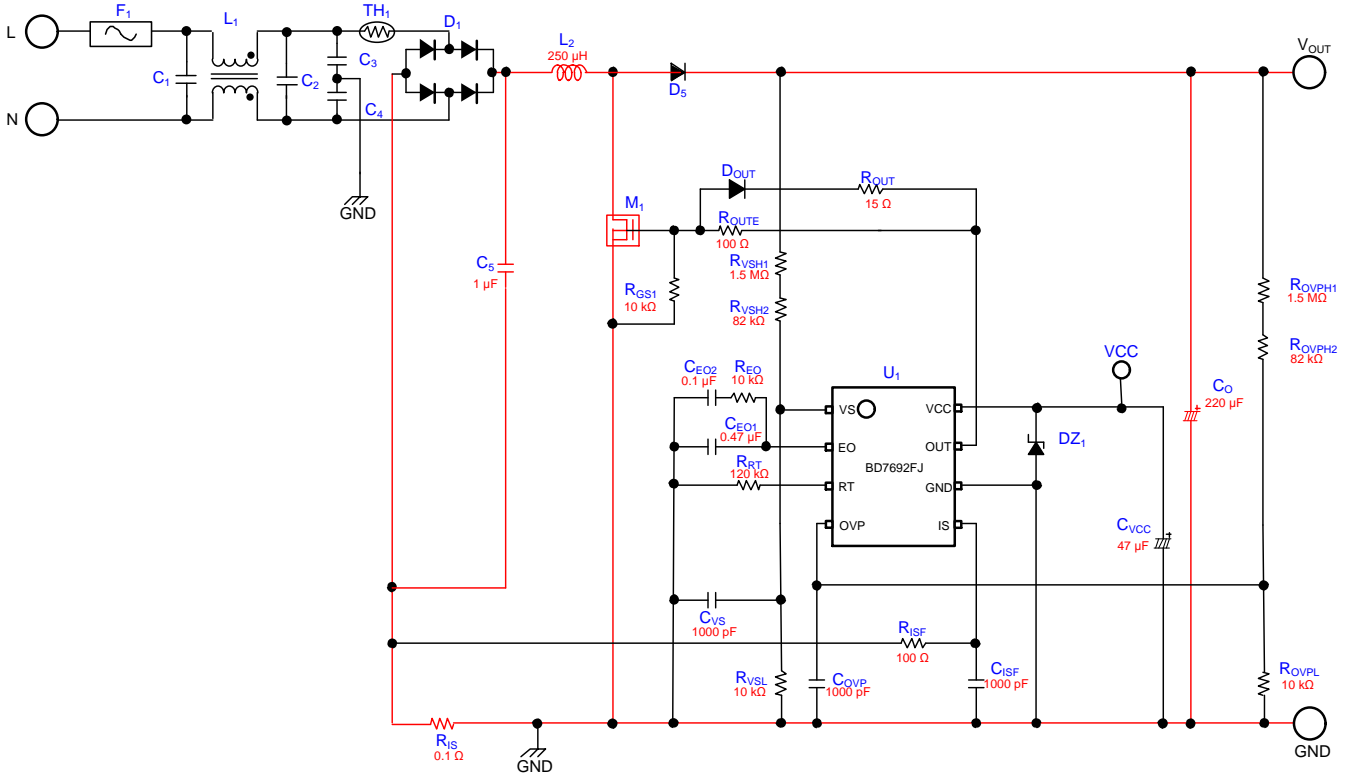 F1
L1
TH1
D1
L
C1
C2
C3
C4
N
GND
L2
250 µH
D5
VOUT
DOUT
ROUT
15 Ω
M1
ROUTE
100 Ω
C5
1 µF
RGS1
10 kΩ
RVSH1
1.5 MΩ
RVSH2
82 kΩ
ROVPH1
1.5 MΩ
ROVPH2
82 kΩ
CEO2
0.1 µF
REO
10 kΩ
U1
VCC
CO
220 µF
VS
VCC
CEO1
0.47 µF
EO
OUT
DZ1
BD7692FJ
RRT
120 kΩ
RT
GND
OVP
IS
CVCC
47 µF
CVS
1000 pF
RISF
100 Ω
RVSL
10 kΩ
COVP
1000 pF
CISF
1000 pF
ROVPL
10 kΩ
RIS
0.1 Ω
GND
GND